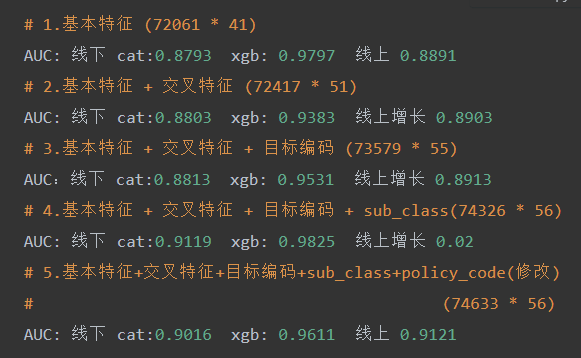 # 1.基本特征 (72061 * 41)
AUC: 线下 cat:0.8793 xgb: 0.9797 线上 0.8891
# 2.基本特征 + 交叉特征 (72417 * 51)
AUC: 线下 cat:0.8803 xgb: 0.9383 线上增长 0.8903
# 3.基本特征 + 交叉特征 + 目标编码 (73579 * 55)
AUC：线下 cat:0.8813 xgb: 0.9531 线上增长 0.8913
# 4.基本特征 + 交叉特征 + 目标编码 + sub_class(74326 * 56)
AUC: 线下 cat:0.9119 xgb: 0.9825 线上增长 0.02
# 5.基本特征+交叉特征+目标编码+sub_class+policy_code(修改)
# (74633 * 56)
AUC: 线下 cat:0.9016 xgb: 0.9611 线上 0.9121